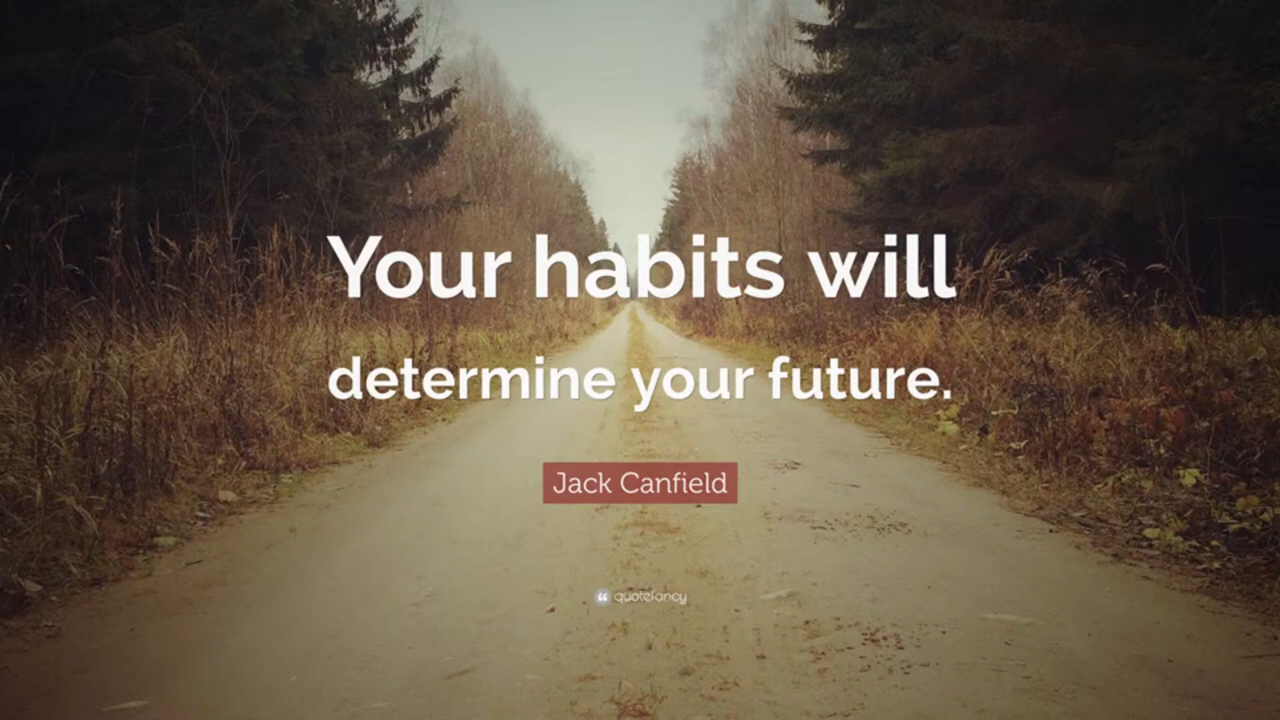 Your habits will
determine your future.
Jack Canfield
quotefancy